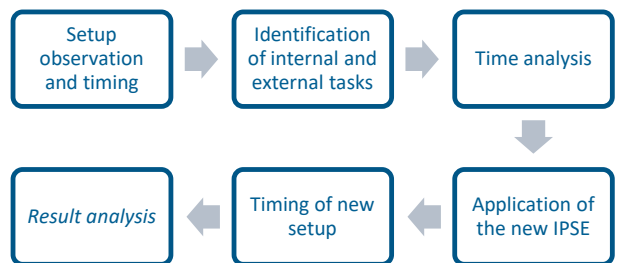 Setup
observation
and timing
Identification
of internal and
external tasks
Time analysis
Application of
the new IPSE
Timing of new
setup
Result analysis